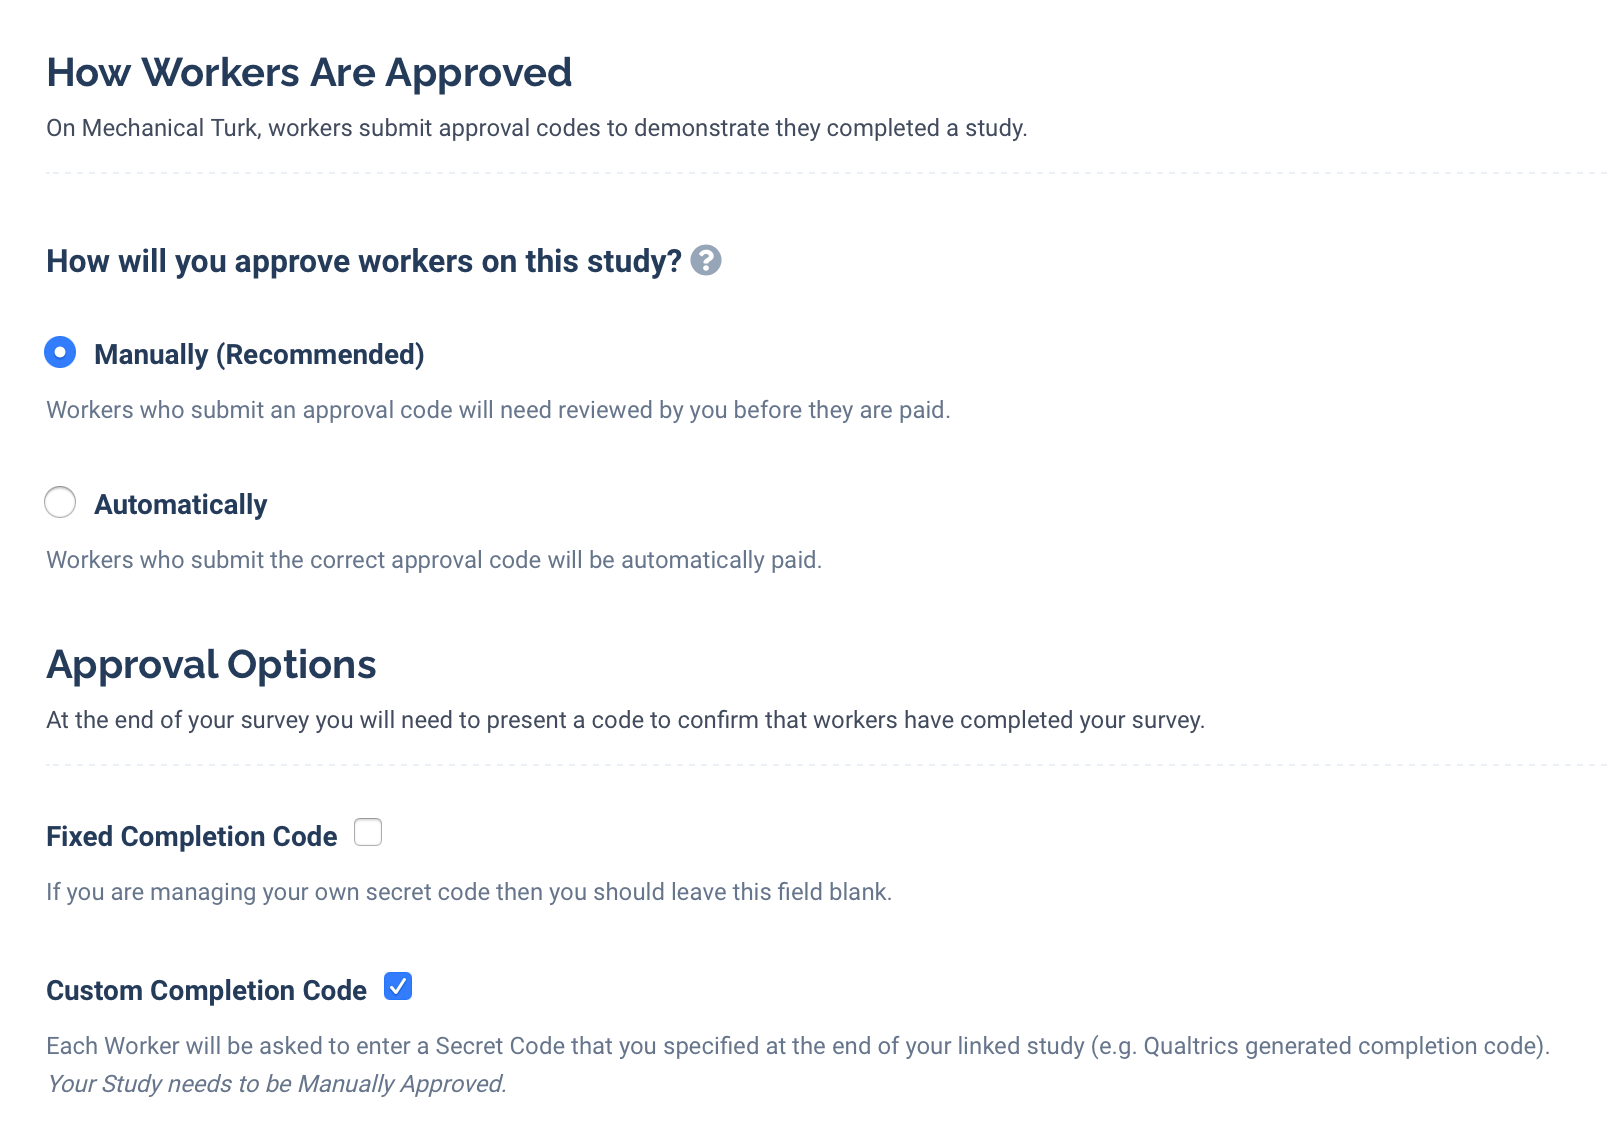 How Workers Are Approved
On Mechanical Turk, workers submit approval codes to demonstrate they completed a study.
How will you approve workers on this study? ?
Manually (Recommended)
Workers who submit an approval code will need reviewed by you before they are paid.
Automatically
Workers who submit the correct approval code will be automatically paid.
Approval Options
At the end of your survey you will need to present a code to confirm that workers have completed your survey.
Fixed Completion Code
If you are managing your own secret code then you should leave this field blank.
Custom Completion Code
Each Worker will be asked to enter a Secret Code that you specified at the end of your linked study (e.g. Qualtrics generated completion code).
Your Study needs to be Manually Approved.